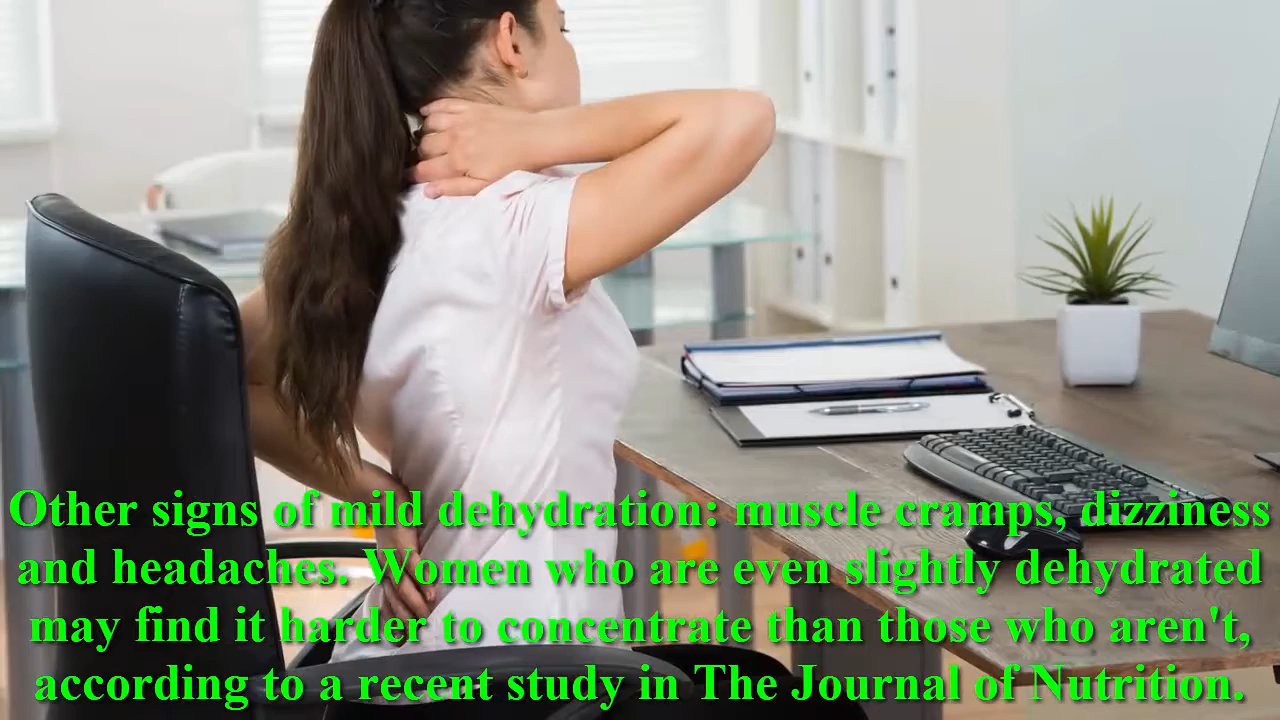 Other signs of mild dehydration: muscle cramps, dizziness
and headaches. Women who are even slightly dehydrated
may find it harder to concentrate than those who aren't,
according to a recent study in The Journal of Nutrition.